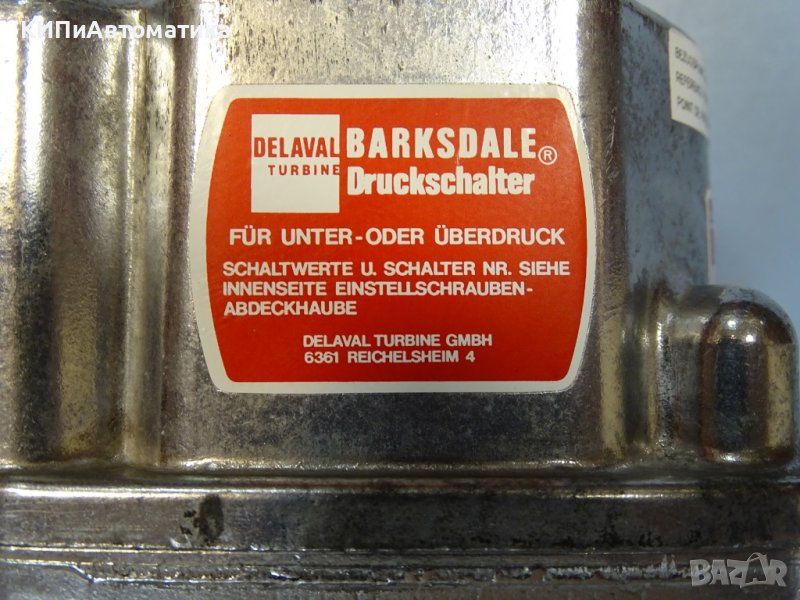 КИПиАвтоматика
DELAVAL
TURBINE
BARKSDALE®
Druckschalter
FÜR UNTER-ODER ÜBERDRUCK
SCHALTWERTE U. SCHALTER NR. SIEHE
INNENSEITE EINSTELLSCHRAUBEN-
ABDECKHAUBE
DELAVAL TURBINE GMBH
6361 REICHELSHEIM 4
POINT
BAZAR